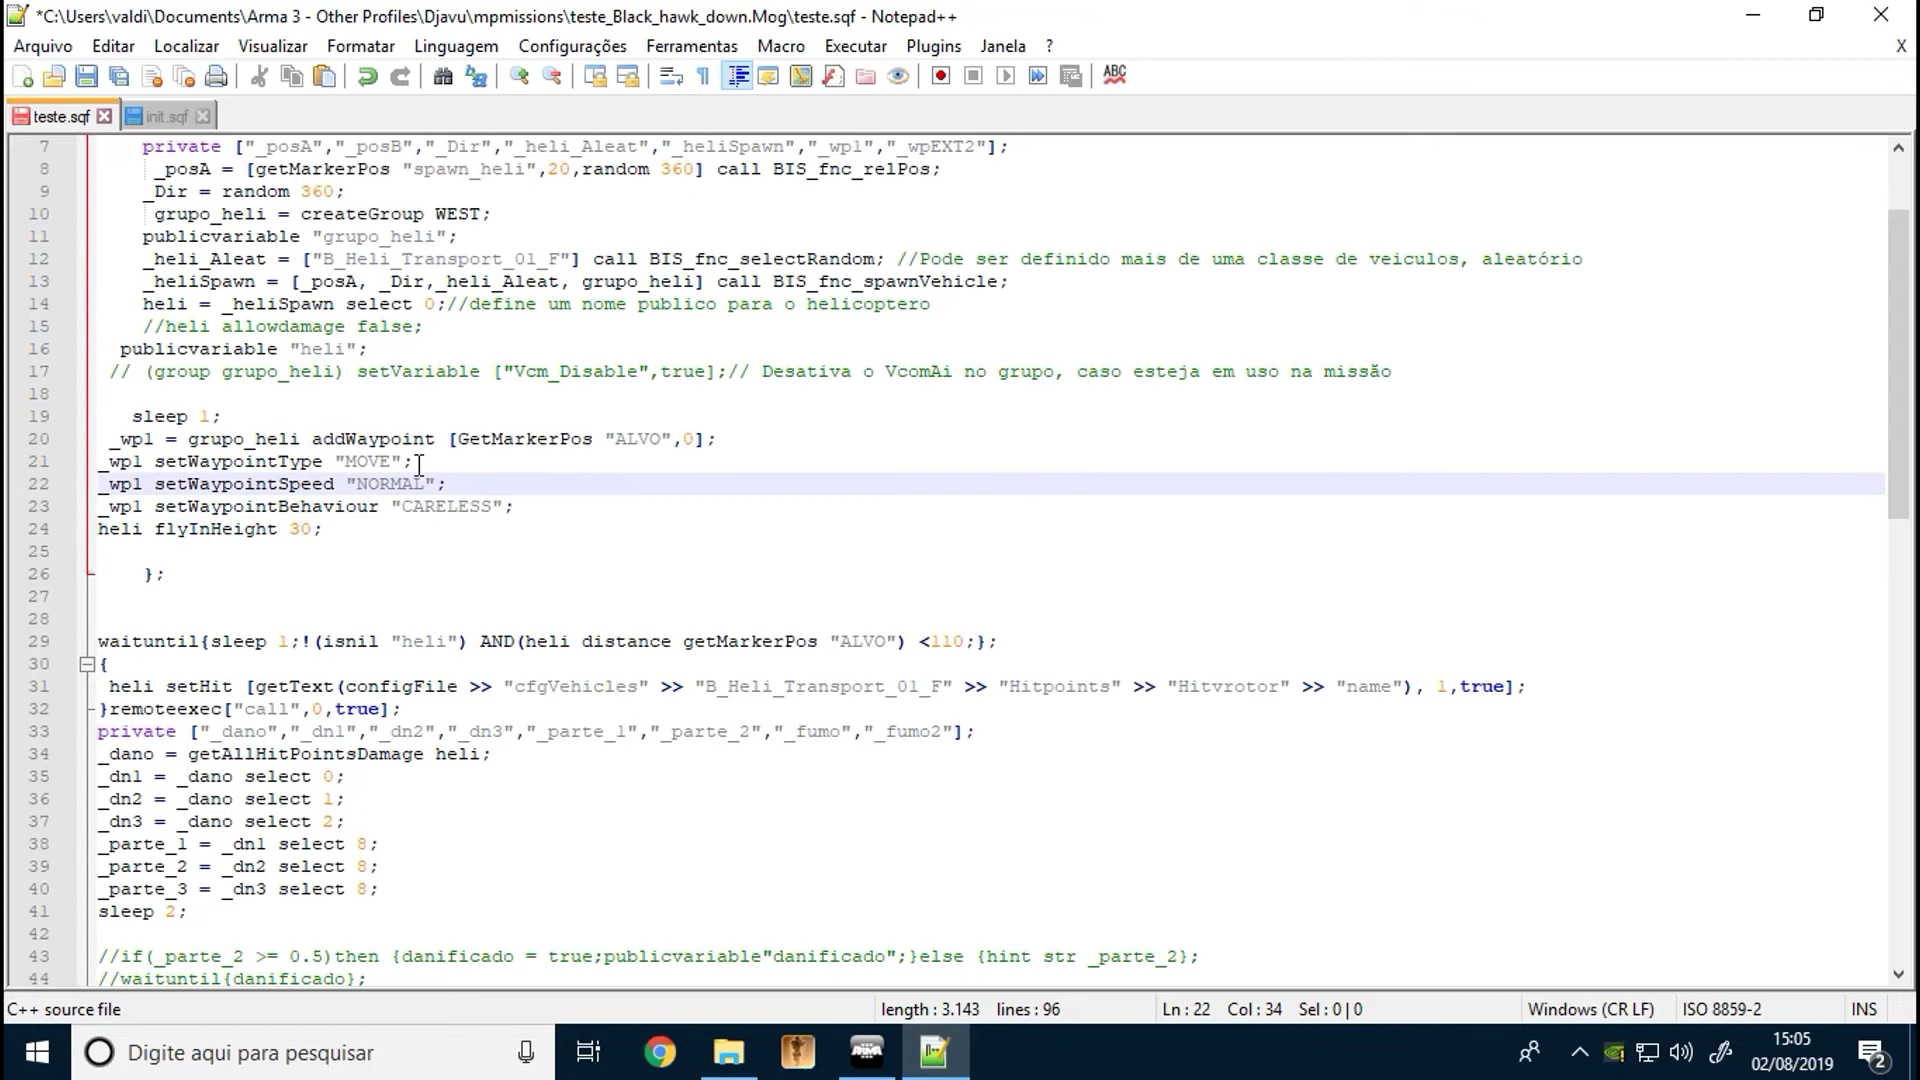 *C:\Users\valdi\Documents\Arma 3 - Other Profiles\Djavu\mpmissions\teste_Black_hawk_down.Mog\teste.sqf - Notepad++
Arquivo Editar Localizar Visualizar Formatar Linguagem Configurações Ferramentas Macro Executar Plugins Janela ? X
teste.sqf init.sqf
7 private ["_posA","_posB","_Dir","_heli_Aleat","_heliSpawn","_wp1","_wpEXT2"];
8 _posA = [getMarkerPos "spawn_heli",20,random 360] call BIS_fnc_relPos;
9 _Dir = random 360;
10 grupo_heli = createGroup WEST;
11 publicvariable "grupo_heli";
12 _heli_Aleat = ["B_Heli_Transport_01_F"] call BIS_fnc_selectRandom; //Pode ser definido mais de uma classe de veiculos, aleatório
13 _heliSpawn = [_posA, _Dir,_heli_Aleat, grupo_heli] call BIS_fnc_spawnVehicle;
14 heli = _heliSpawn select 0;//define um nome publico para o helicoptero
15 //heli allowdamage false;
16 publicvariable "heli";
17 // (group grupo_heli) setVariable ["Vcm_Disable",true];// Desativa o VcomAi no grupo, caso esteja em uso na missăo
18
19 sleep 1;
20 _wp1 = grupo_heli addWaypoint [GetMarkerPos "ALVO",0];
21 _wp1 setWaypointType "MOVE";
22 _wp1 setWaypointSpeed "NORMAL";
23 _wp1 setWaypointBehaviour "CARELESS";
24 heli flyInHeight 30;
25
26 };
27
28
29 waituntil{sleep 1;!(isnil "heli") AND(heli distance getMarkerPos "ALVO") <110;};
30 {
31 heli setHit [getText(configFile >> "cfgVehicles" >> "B_Heli_Transport_01_F" >> "Hitpoints" >> "Hitvrotor" >> "name"), 1,true];
32 }remoteexec["call",0,true];
33 private ["_dano","_dn1","_dn2","_dn3","_parte_1","_parte_2","_fumo","_fumo2"];
34 _dano = getAllHitPointsDamage heli;
35 _dn1 = _dano select 0;
36 _dn2 = _dano select 1;
37 _dn3 = _dano select 2;
38 _parte_1 = _dn1 select 8;
39 _parte_2 = _dn2 select 8;
40 _parte_3 = _dn3 select 8;
41 sleep 2;
42
43 //if(_parte_2 >= 0.5)then {danificado = true;publicvariable"danificado";}else {hint str _parte_2};
44 //waituntil{danificado};
C++ source file length : 3.143 lines : 96 Ln : 22 Col : 34 Sel : 0 | 0 Windows (CR LF) ISO 8859-2 INS
Digite aqui para pesquisar 15:05
02/08/2019 2